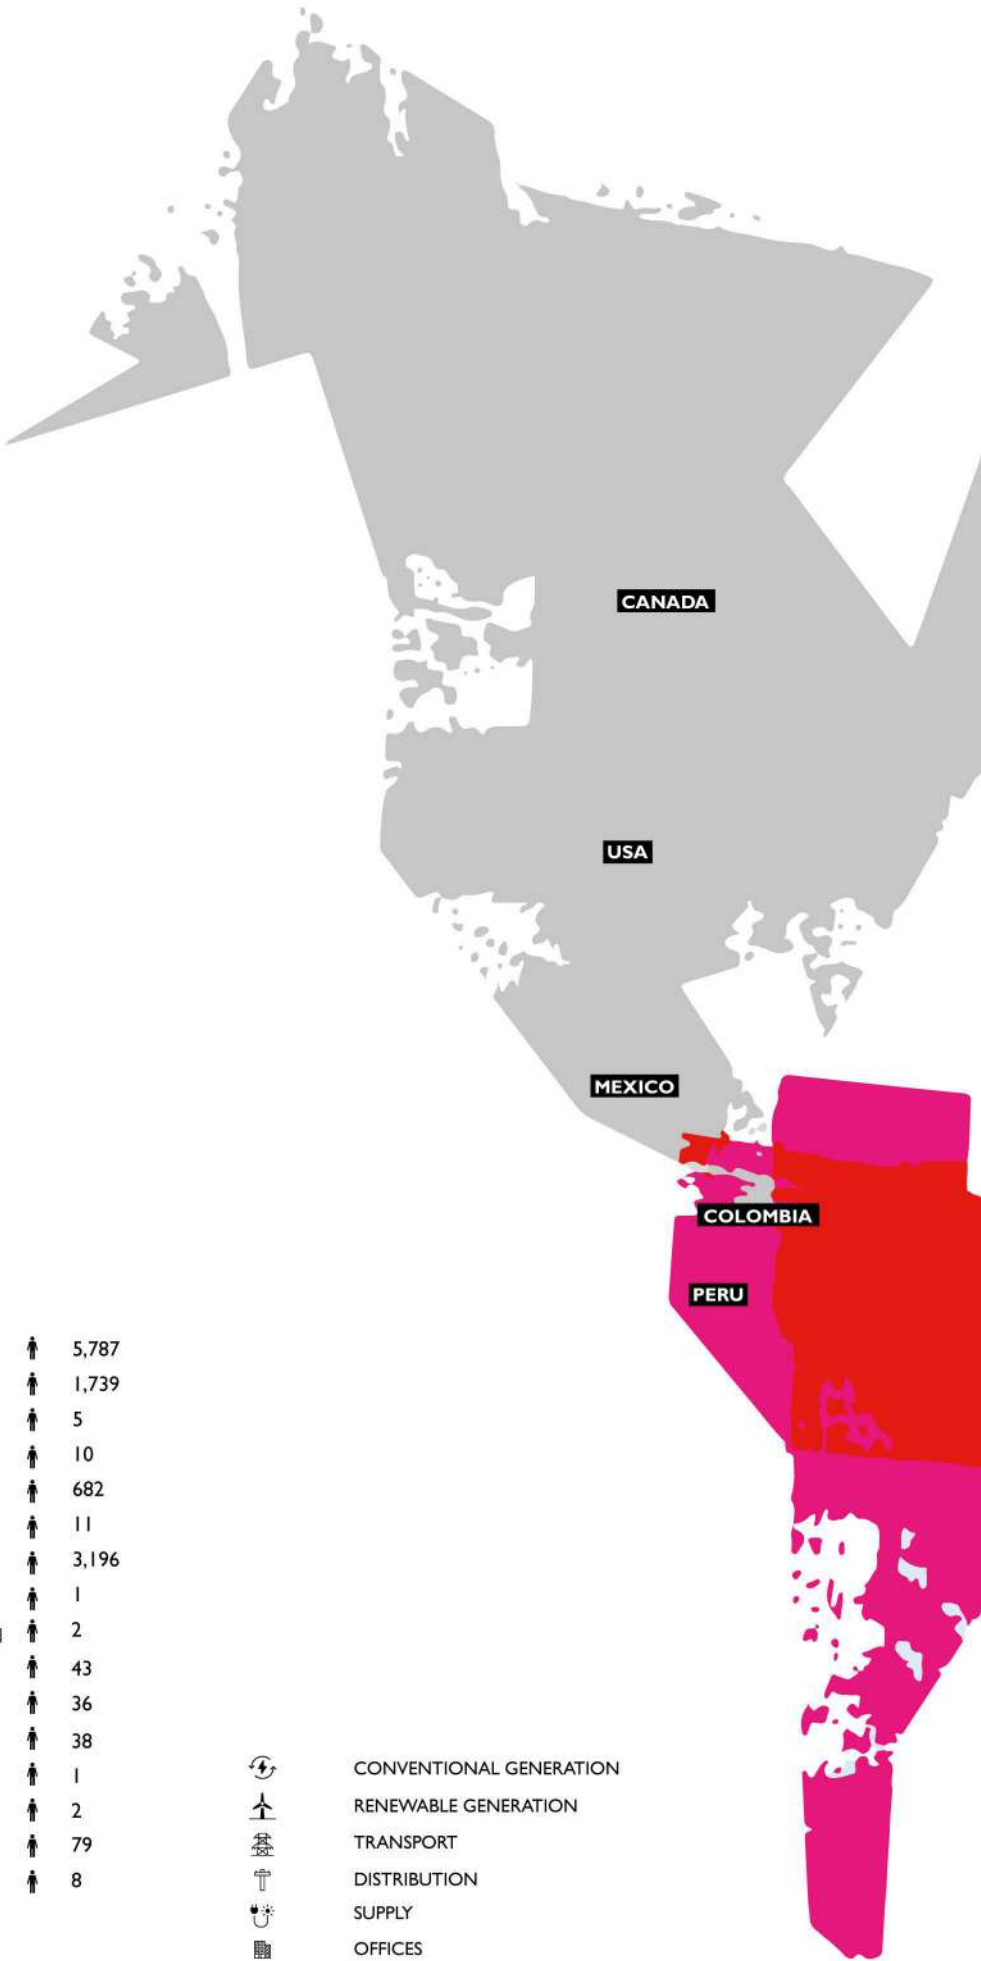 CANADA
USA
MEXICO
COLOMBIA
PERU
5,787
1,739
5
10
682
11
3,196
1
2
43
36
38
1
2
79
8
CONVENTIONAL GENERATION
RENEWABLE GENERATION
TRANSPORT
DISTRIBUTION
SUPPLY
OFFICES